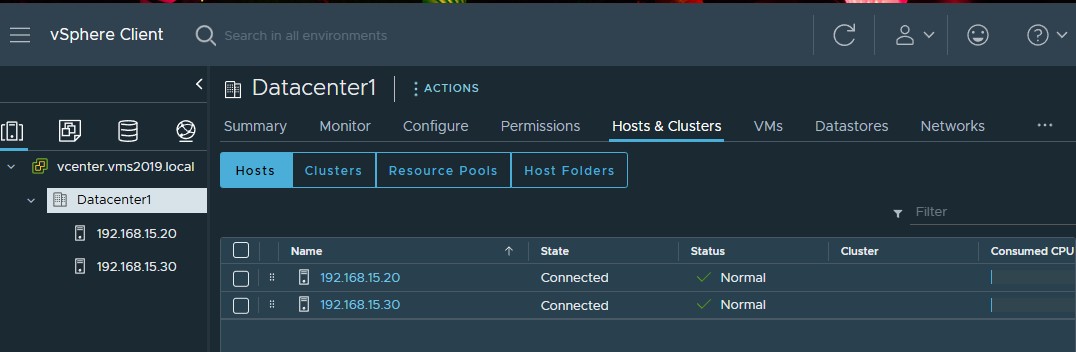 vSphere Client
Search in all environments
Datacenter1
ACTIONS
Summary Monitor Configure Permissions Hosts & Clusters VMs Datastores Networks ...
vcenter.vms2019.local
Datacenter1
192.168.15.20
192.168.15.30
Hosts Clusters Resource Pools Host Folders
Filter
Name State Status Cluster Consumed CPU
192.168.15.20 Connected Normal
192.168.15.30 Connected Normal